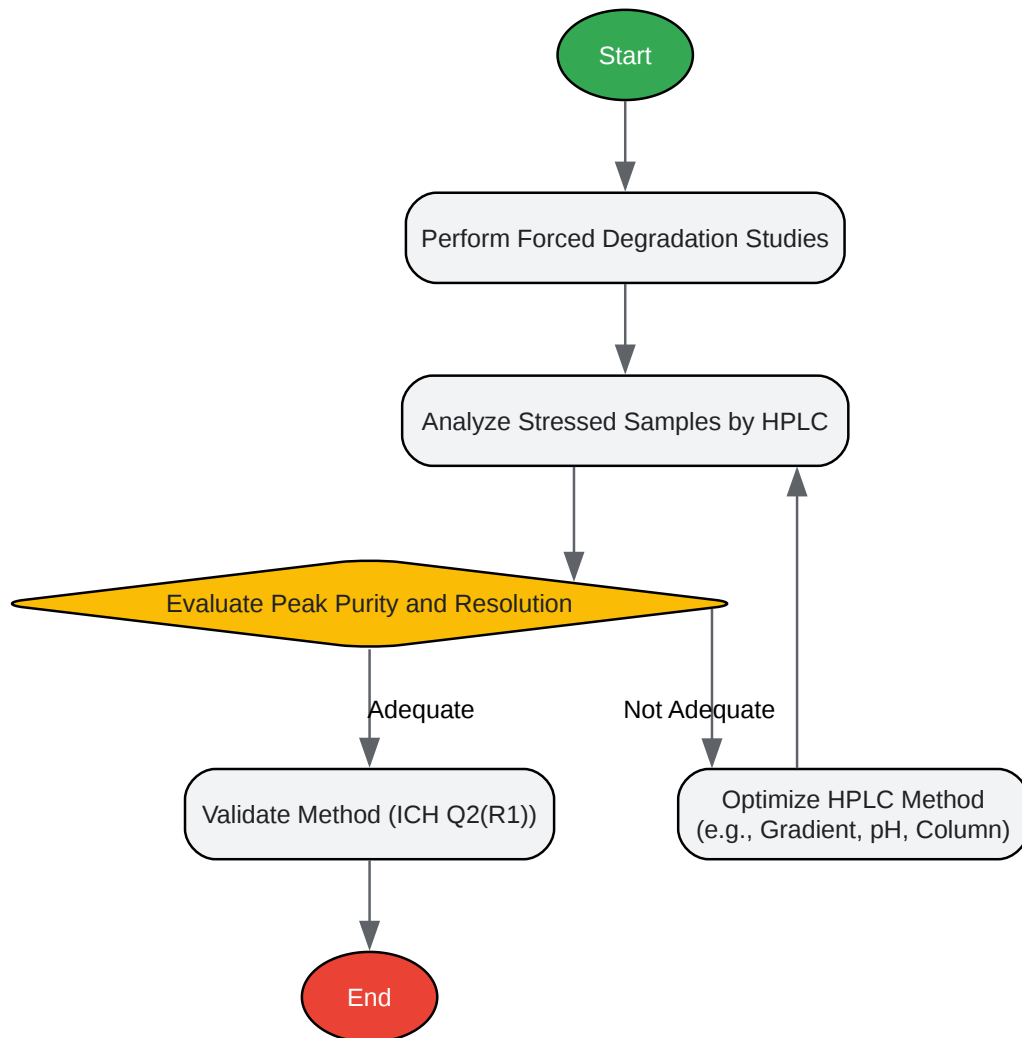 Start
Perform Forced Degradation Studies
Analyze Stressed Samples by HPLC
Evaluate Peak Purity and Resolution
Adequate
Not Adequate
Validate Method (ICH Q2(R1))
Optimize HPLC Method
(e.g., Gradient, pH, Column)
End